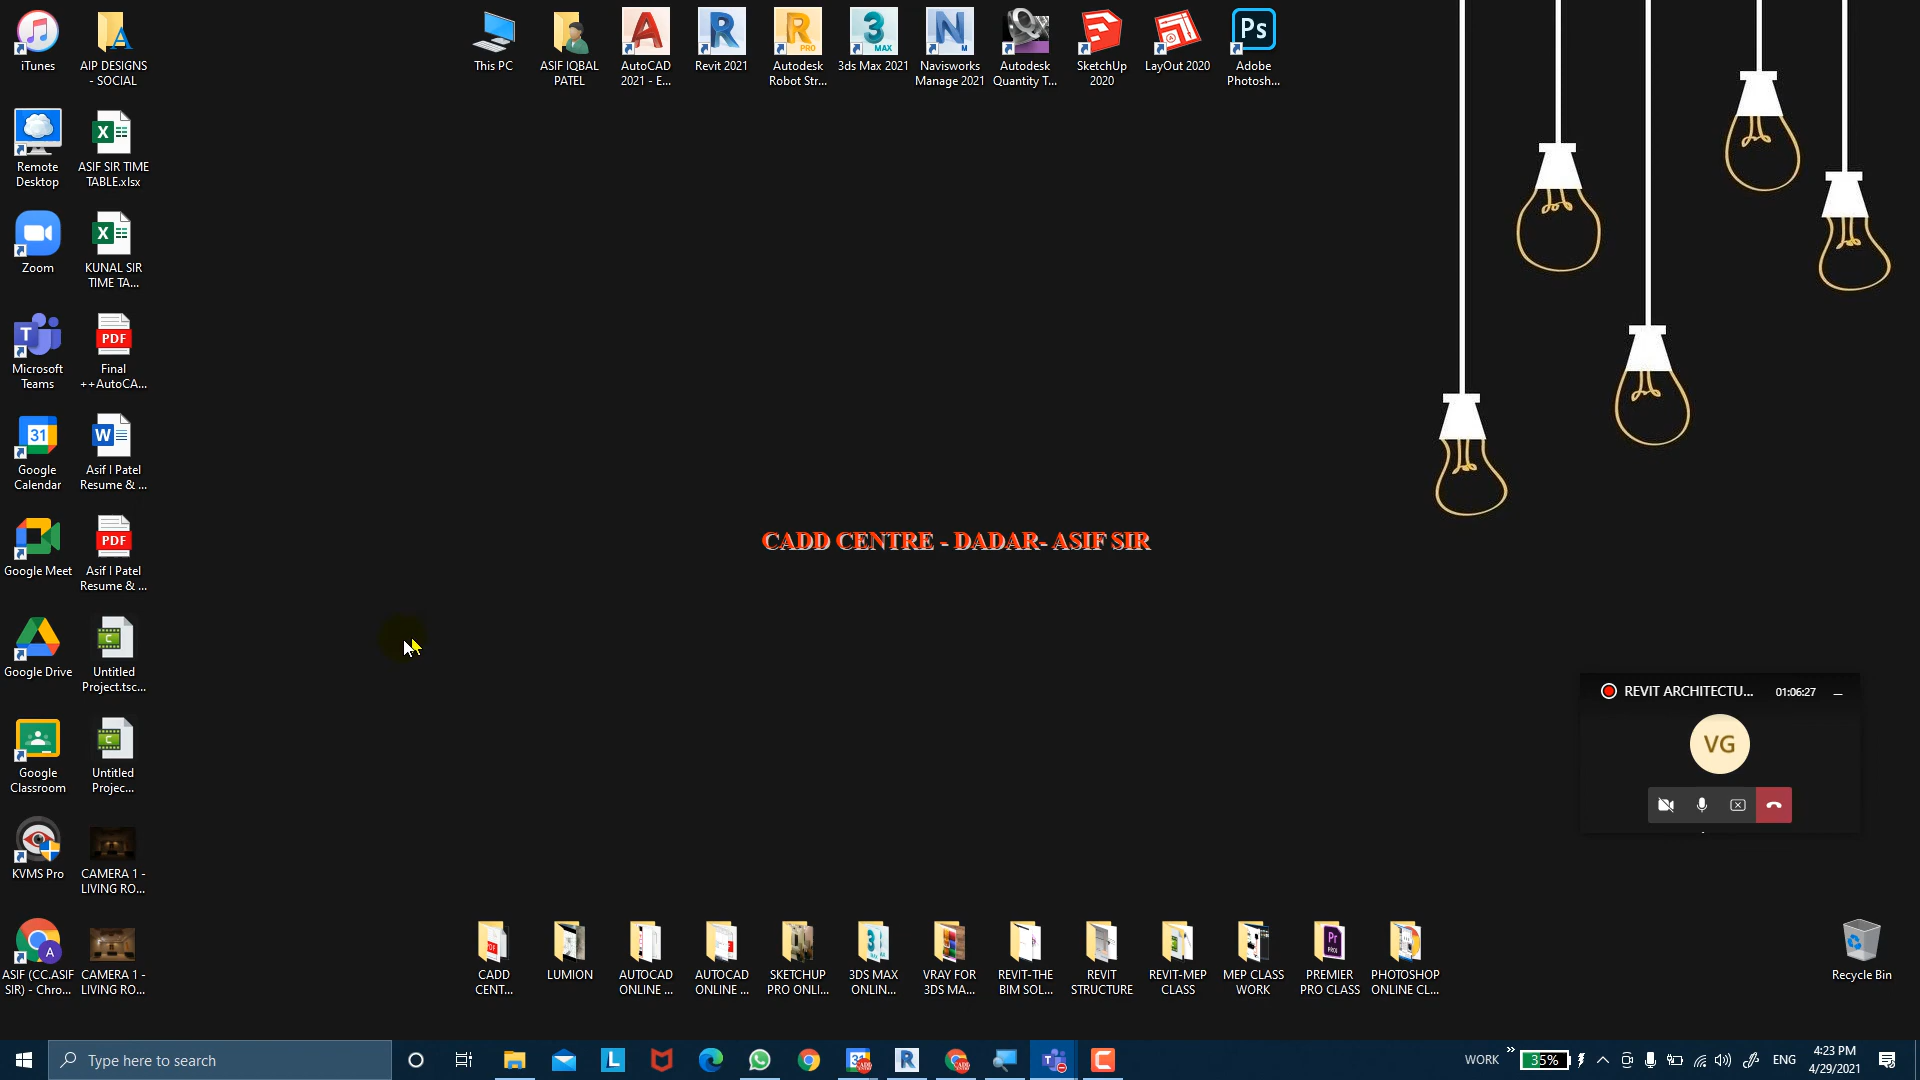 iTunes
AIP DESIGNS
- SOCIAL
This PC
ASIF IQBAL
PATEL
AutoCAD
2021 - E...
Revit 2021
Autodesk
Robot Str...
3ds Max 2021
Navisworks
Manage 2021
Autodesk
Quantity T...
SketchUp
2020
LayOut 2020
Adobe
Photosh...
Remote
Desktop
ASIF SIR TIME
TABLE.xlsx
Zoom
KUNAL SIR
TIME TA...
Microsoft
Teams
Final
++AutoCA...
Google
Calendar
Asif I Patel
Resume & ...
Google Meet
Asif I Patel
Resume & ...
CADD CENTRE - DADAR- ASIF SIR
Google Drive
Untitled
Project.tsc...
REVIT ARCHITECTU...
01:06:27
VG
Google
Classroom
Untitled
Projec...
KVMS Pro
CAMERA 1 -
LIVING RO...
ASIF (CC.ASIF
SIR) - Chro...
CAMERA 1 -
LIVING RO...
CADD
CENT...
LUMION
AUTOCAD
ONLINE ...
AUTOCAD
ONLINE ...
SKETCHUP
PRO ONLI...
3DS MAX
ONLIN...
VRAY FOR
3DS MA...
REVIT-THE
BIM SOL...
REVIT
STRUCTURE
REVIT-MEP
CLASS
MEP CLASS
WORK
PREMIER
PRO CLASS
PHOTOSHOP
ONLINE CL...
Recycle Bin
Type here to search
WORK
35%
ENG
4:23 PM
4/29/2021